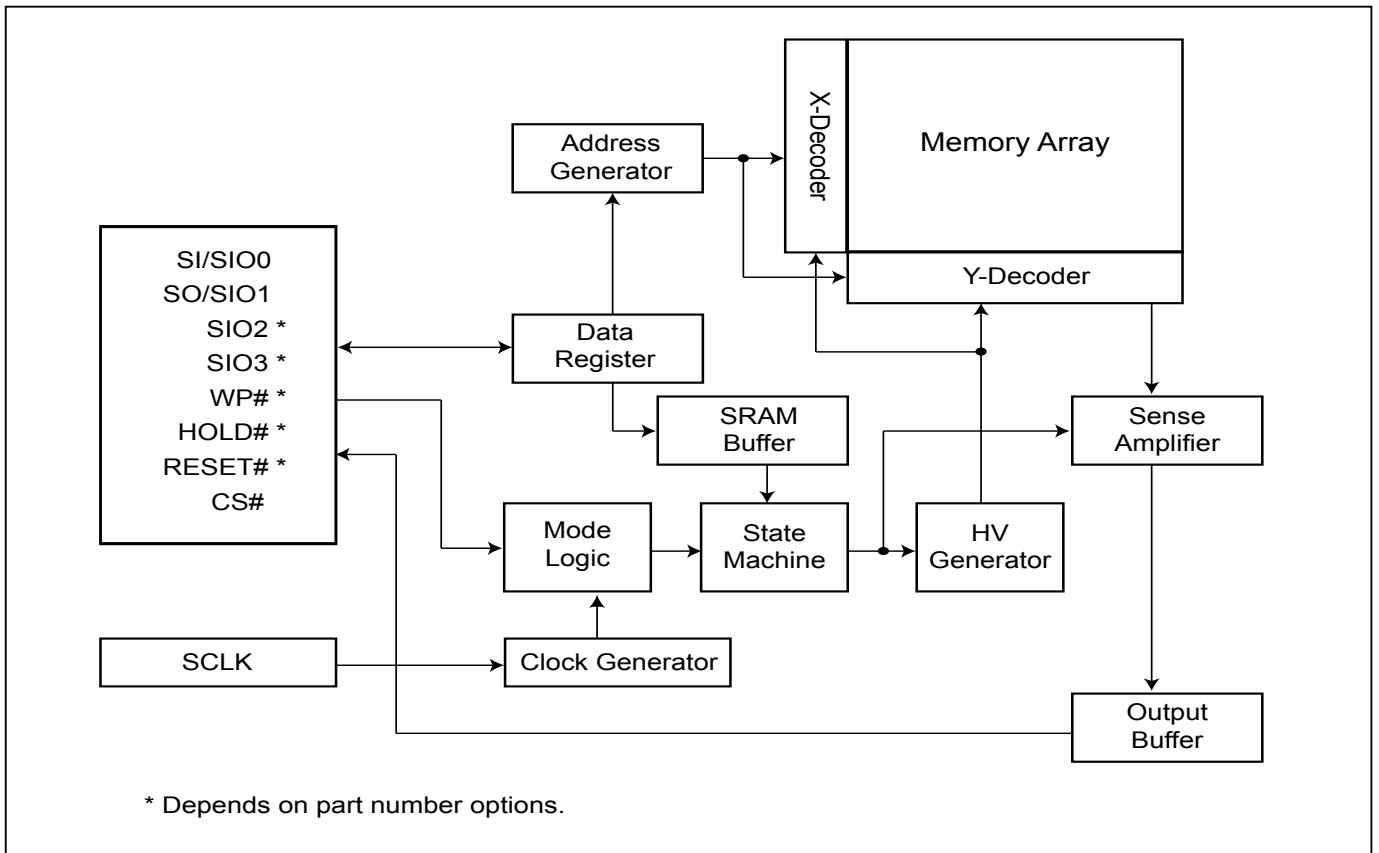 X-Decoder
Memory Array
Address
Generator
Y-Decoder
SI/SIO0
SO/SIO1
SIO2 *
SIO3 *
WP# *
HOLD# *
RESET# *
CS#
Data
Register
SRAM
Buffer
Sense
Amplifier
Mode
Logic
State
Machine
HV
Generator
SCLK
Clock Generator
Output
Buffer
* Depends on part number options.